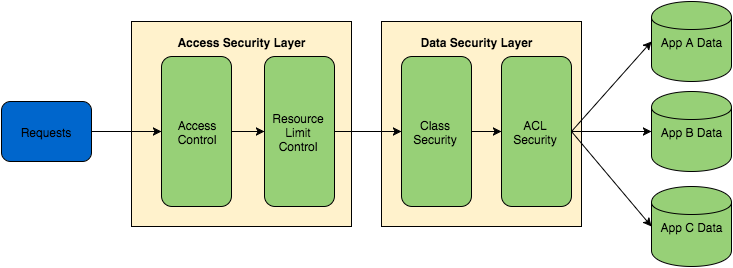 Access Security Layer
Data Security Layer
Requests
Access
Control
Resource
Limit
Control
Class
Security
ACL
Security
App A Data
App B Data
App C Data